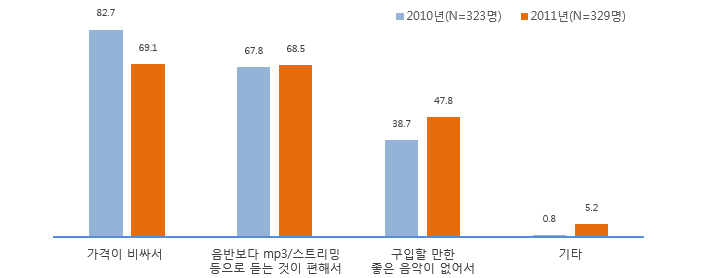 2010년(N=323명) 2011년(N=329명)
82.7
69.1
67.8
68.5
38.7
47.8
0.8
5.2
가격이 비싸서
음반보다 mp3/스트리밍
등으로 듣는 것이 편해서
구입할 만한
좋은 음악이 없어서
기타